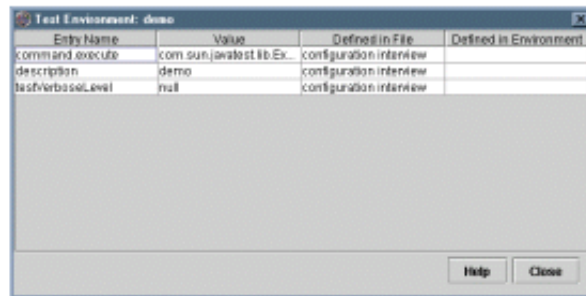 Test Environment: demo
Entry Name Value Defined in File Defined in Environment
command.execute com.sun.javatest.lib.Ex... configuration interview
description demo configuration interview
testVerboseLevel null configuration interview
Help Close